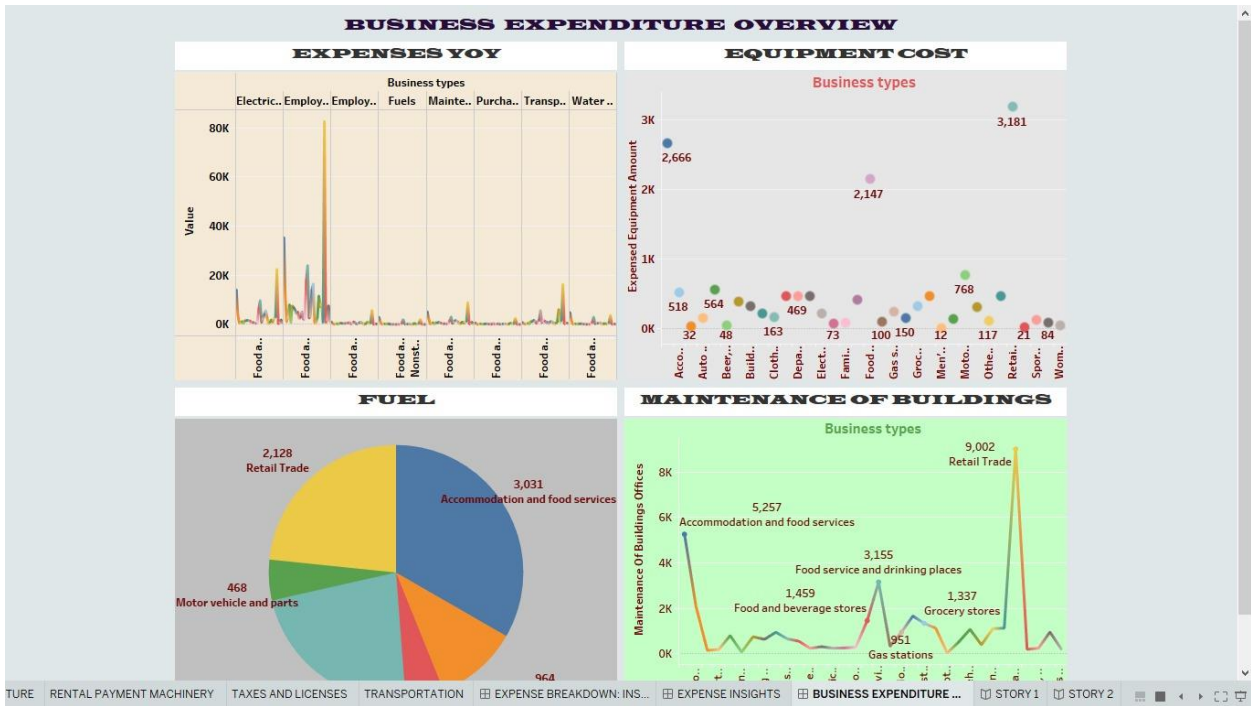 BUSINESS EXPENDITURE OVERVIEW
EXPENSES YOY
Business types
Electric.. Employ.. Employ.. Fuels Mainte.. Purcha.. Transp.. Water ..
80K
60K
40K
20K
0K
Value
Food a..
Food a..
Food a..
Food a..
Nonst..
Food a..
Food a..
Food a..
Food a..
EQUIPMENT COST
Business types
3K
2K
1K
0K
Expensed Equipment Amount
2,666
3,181
2,147
518
564
469
768
32
48
163
73
100
150
12
117
21
84
Acco..
Auto ..
Beer,..
Build..
Cloth..
Depa..
Elect..
Fami..
Food..
Gas s..
Groc..
Men'..
Moto..
Othe..
Retai..
Spor..
Wom..
FUEL
2,128
Retail Trade
3,031
Accommodation and food services
468
Motor vehicle and parts
964
MAINTENANCE OF BUILDINGS
Business types
8K
6K
4K
2K
0K
Maintenance Of Buildings Offices
9,002
Retail Trade
5,257
Accommodation and food services
3,155
Food service and drinking places
1,459
Food and beverage stores
1,337
Grocery stores
951
Gas stations
TURE RENTAL PAYMENT MACHINERY TAXES AND LICENSES TRANSPORTATION EXPENSE BREAKDOWN: INS... EXPENSE INSIGHTS BUSINESS EXPENDITURE ... STORY 1 STORY 2